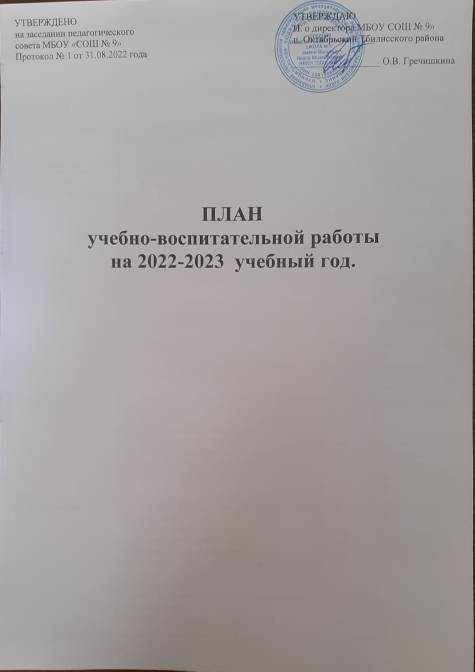 УТВЕРЖДЕНО
на заседании педагогического
совета МБОУ «СОШ № 9»
Протокол № 1 от 31.08.2022 года
УТВЕРЖДАЮ
И. о директора МБОУ СОШ № 9»
п. Октябрьский Тбилисского района
О.В. Гречишкина
ПЛАН
учебно-воспитательной работы
на 2022-2023 учебный год.